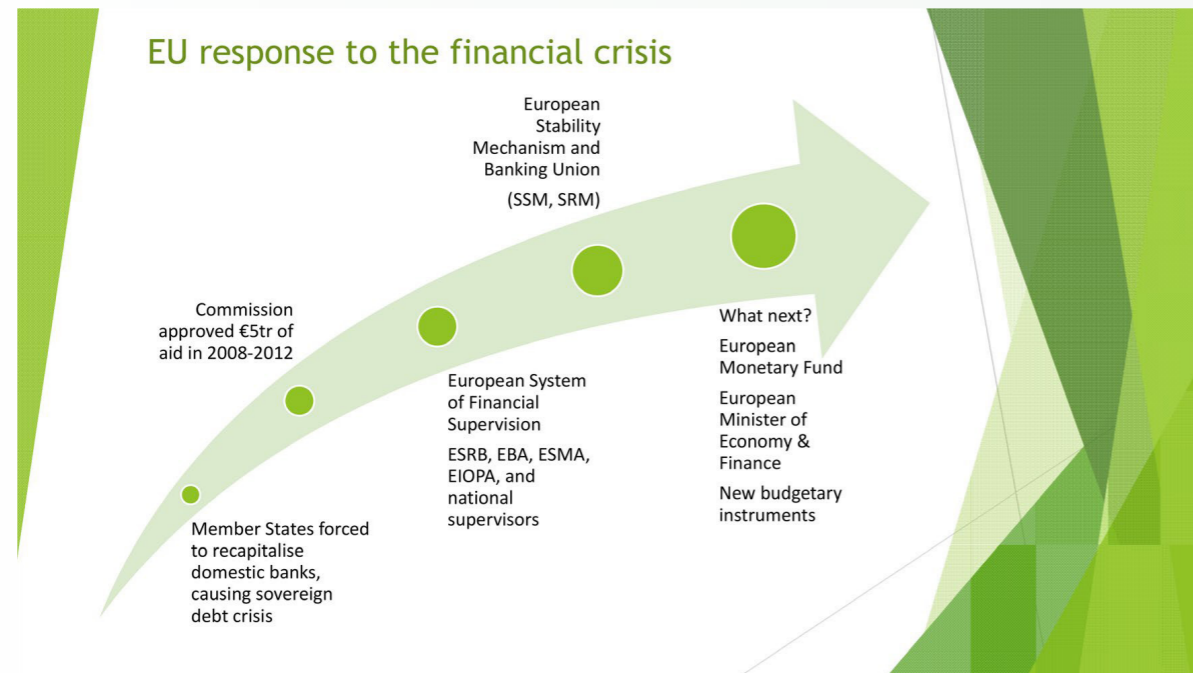 EU response to the financial crisis
European
Stability
Mechanism and
Banking Union
(SSM, SRM)
Commission
approved €5tr of
aid in 2008-2012
What next?
European
Monetary Fund
European
Minister of
Economy &
Finance
New budgetary
instruments
European System
of Financial
Supervision
ESRB, EBA, ESMA,
EIOPA, and
national
supervisors
Member States forced
to recapitalise
domestic banks,
causing sovereign
debt crisis